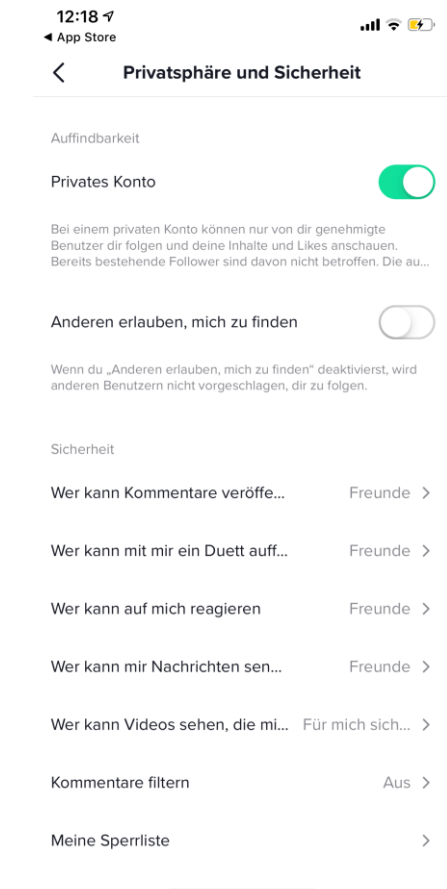 12:18
◀ App Store
Privatsphäre und Sicherheit
Auffindbarkeit
Privates Konto
Bei einem privaten Konto können nur von dir genehmigte
Benutzer dir folgen und deine Inhalte und Likes anschauen.
Bereits bestehende Follower sind davon nicht betroffen. Die au...
Anderen erlauben, mich zu finden
Wenn du „Anderen erlauben, mich zu finden“ deaktivierst, wird
anderen Benutzern nicht vorgeschlagen, dir zu folgen.
Sicherheit
Wer kann Kommentare veröffe... Freunde
Wer kann mit mir ein Duett auff... Freunde
Wer kann auf mich reagieren Freunde
Wer kann mir Nachrichten sen... Freunde
Wer kann Videos sehen, die mi... Für mich sich...
Kommentare filtern Aus
Meine Sperrliste